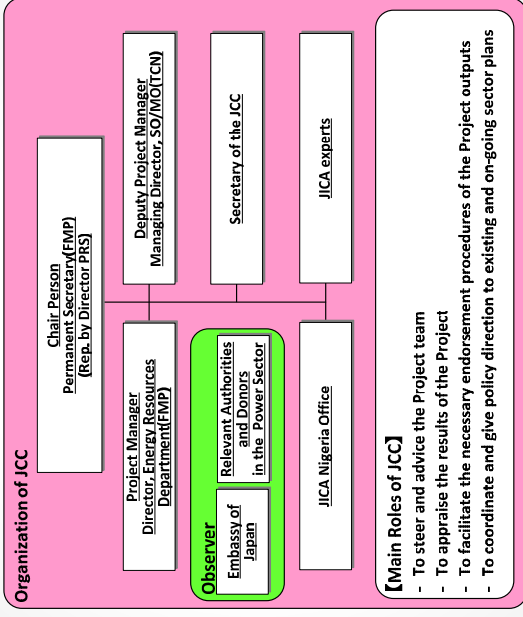 Organization of JCC
Chair Person
Permanent Secretary(FMP)
(Rep. by Director PRS)
Project Manager
Director, Energy Resources
Department(FMP)
Deputy Project Manager
Managing Director, SO/MO(TCN)
Observer
Embassy of
Japan
Relevant Authorities
and Donors
in the Power Sector
Secretary of the JCC
JICA Nigeria Office
JICA experts
【Main Roles of JCC】
- To steer and advice the Project team
- To appraise the results of the Project
- To facilitate the necessary endorsement procedures of the Project outputs
- To coordinate and give policy direction to existing and on-going sector plans